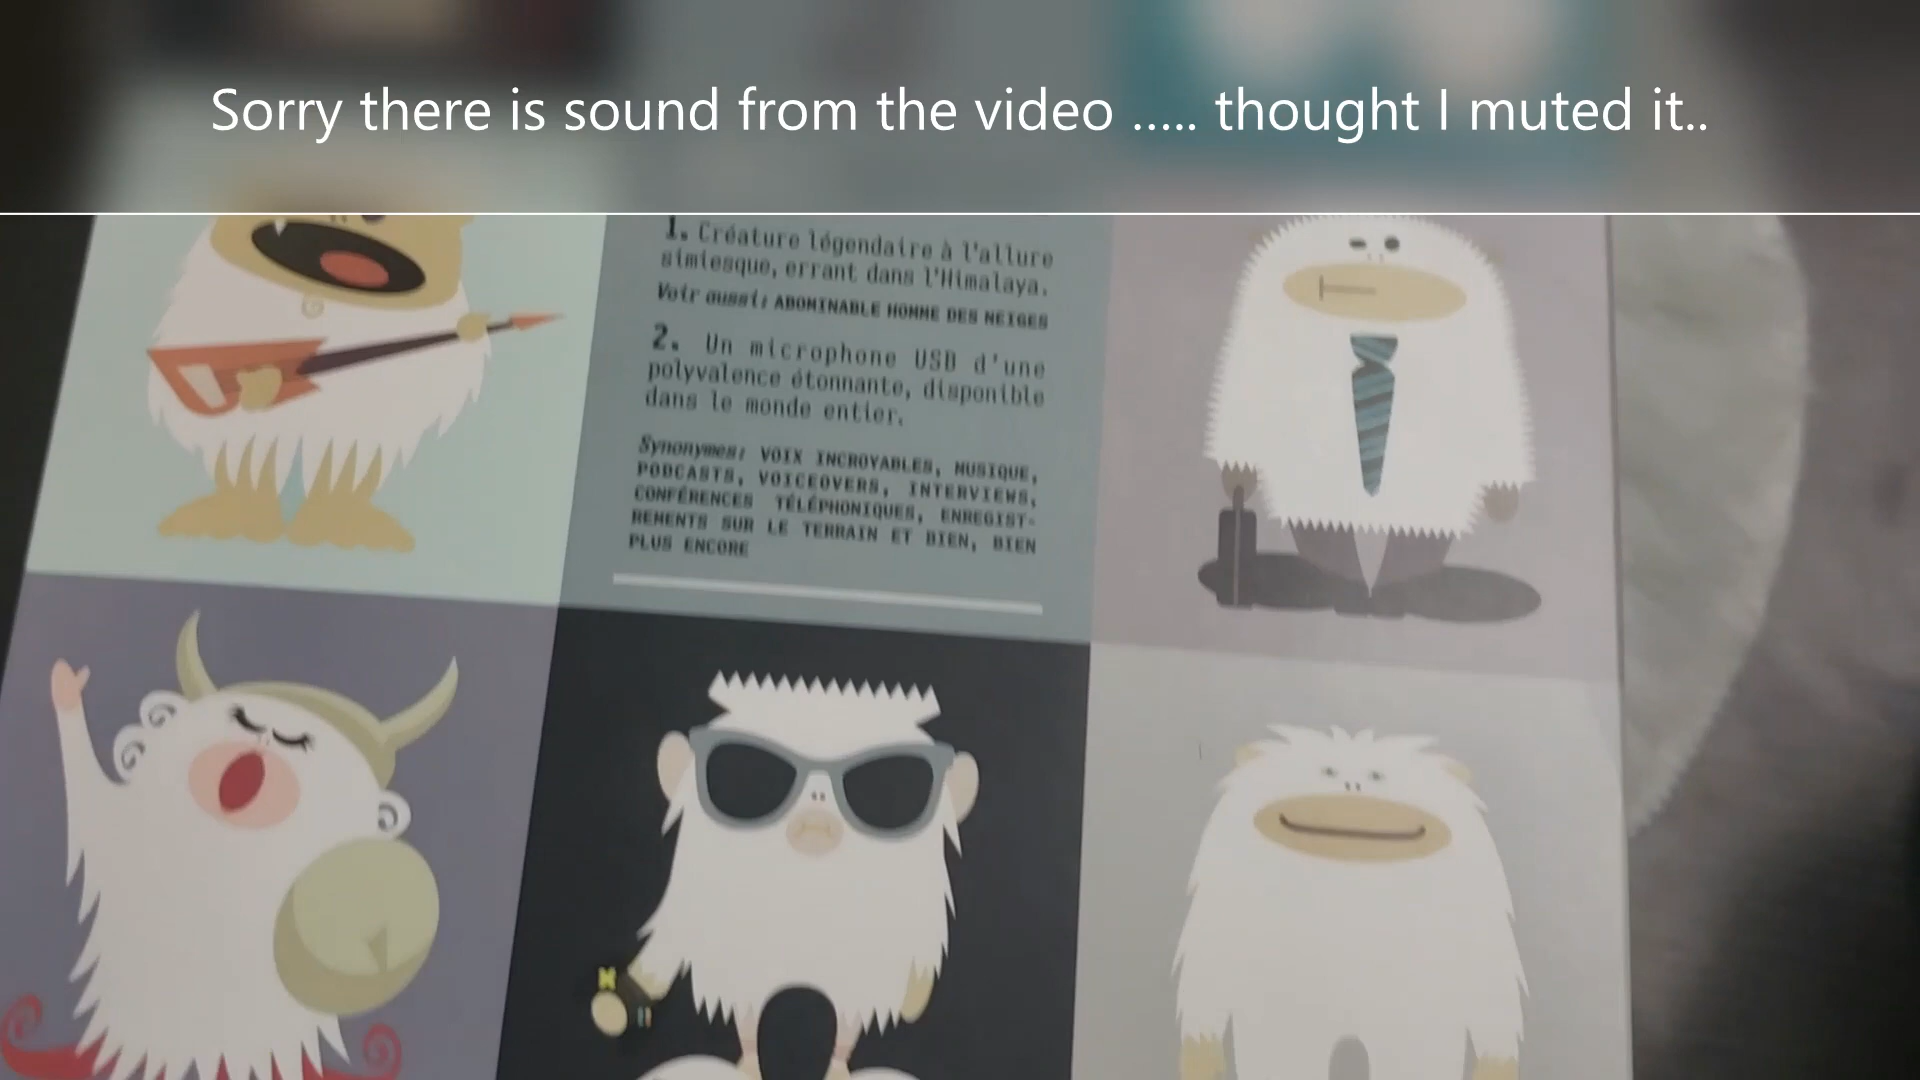 Sorry there is sound from the video ..... thought I muted it..
1. Créature légendaire à l'allure
simiesque, errant dans l'Himalaya.
Voir aussi: ABOMINABLE HOMME DES NEIGES
2. Un microphone USB d'une
polyvalence étonnante, disponible
dans le monde entier.
Synonymes: VOIX INCROYABLES, MUSIQUE,
PODCASTS, VOICEOVERS, INTERVIEWS,
CONFÉRENCES TÉLÉPHONIQUES, ENREGIST-
REMENTS SUR LE TERRAIN ET BIEN, BIEN
PLUS ENCORE